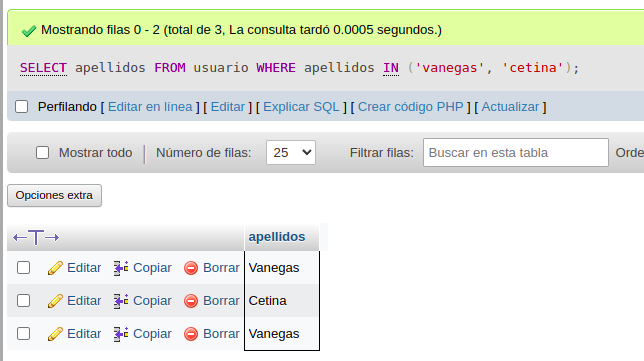 Mostrando filas 0 - 2 (total de 3, La consulta tardó 0.0005 segundos.)
SELECT apellidos FROM usuario WHERE apellidos IN ('vanegas', 'cetina');
Perfilando [ Editar en línea ] [ Editar ] [ Explicar SQL ] [ Crear código PHP ] [ Actualizar ]
Mostrar todo | Número de filas: 25 Filtrar filas: Buscar en esta tabla Orde
Opciones extra
←T→ apellidos
Editar Copiar Borrar Vanegas
Editar Copiar Borrar Cetina
Editar Copiar Borrar Vanegas